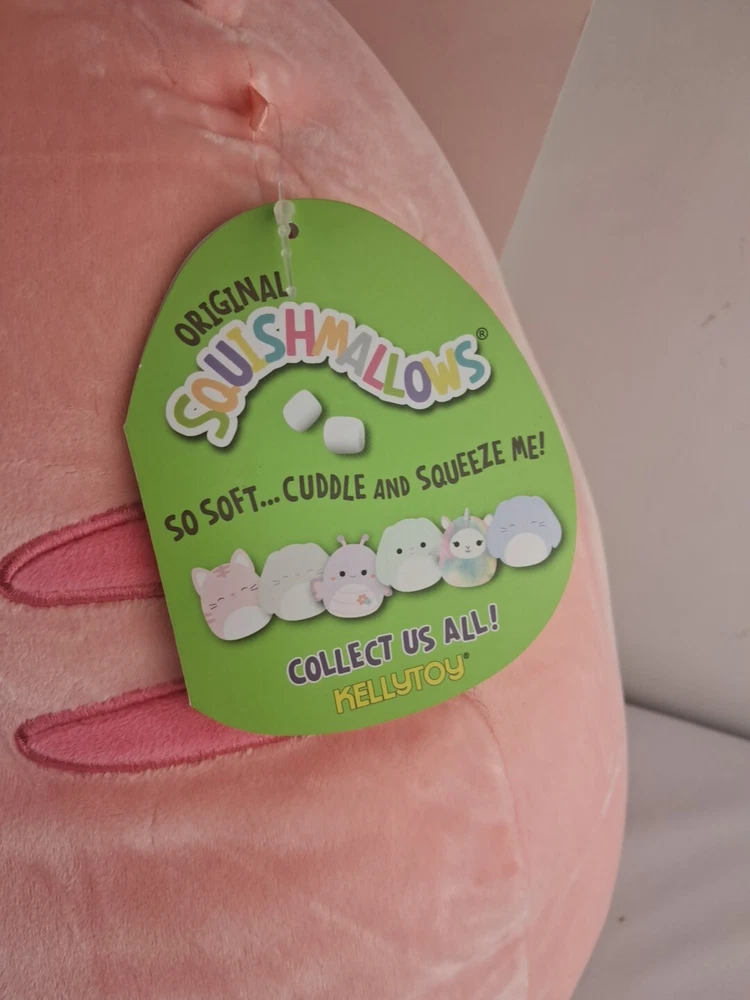 ORIGINAL
SQUISHMALLOWS®
SO SOFT... CUDDLE AND SQUEEZE ME!
COLLECT US ALL!
KELLYTOY®